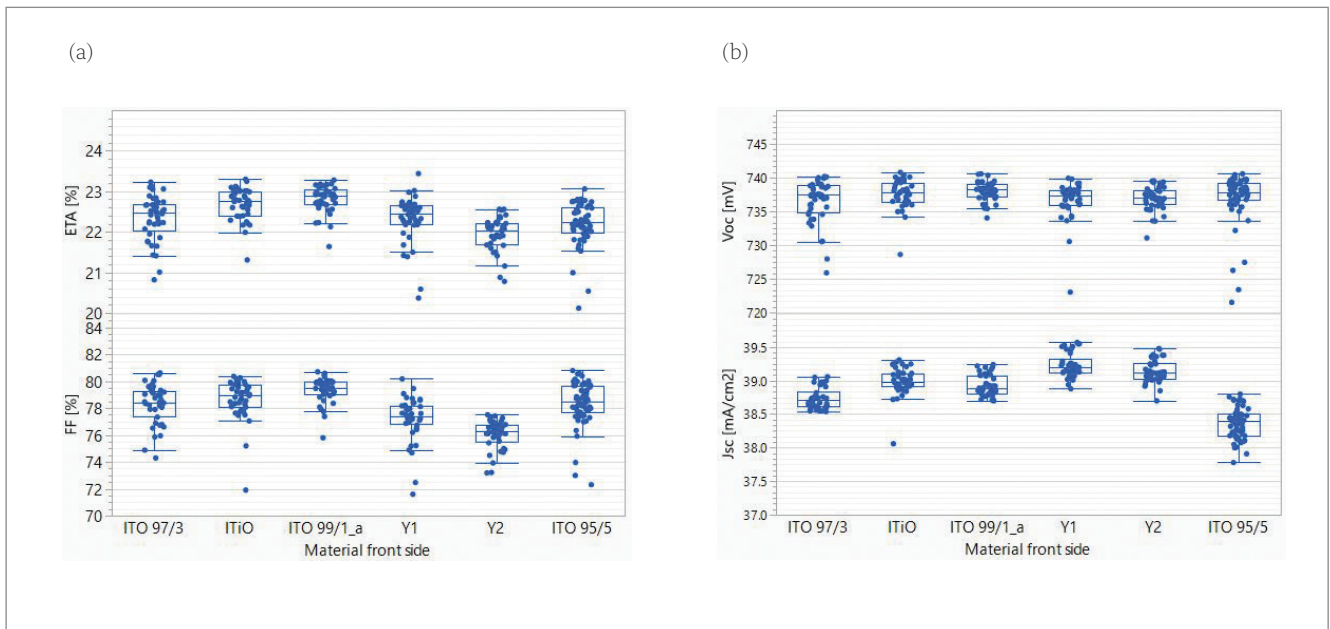 (a)
(b)
24
23
22
21
20
ETA [%]
84
82
80
78
76
74
72
70
FF [%]
ITO 97/3 ITiO ITO 99/1_a Y1 Y2 ITO 95/5
Material front side
745
740
735
730
725
720
Voc [mV]
39.5
39.0
38.5
38.0
37.5
37.0
Jsc [mA/cm2]
ITO 97/3 ITiO ITO 99/1_a Y1 Y2 ITO 95/5
Material front side